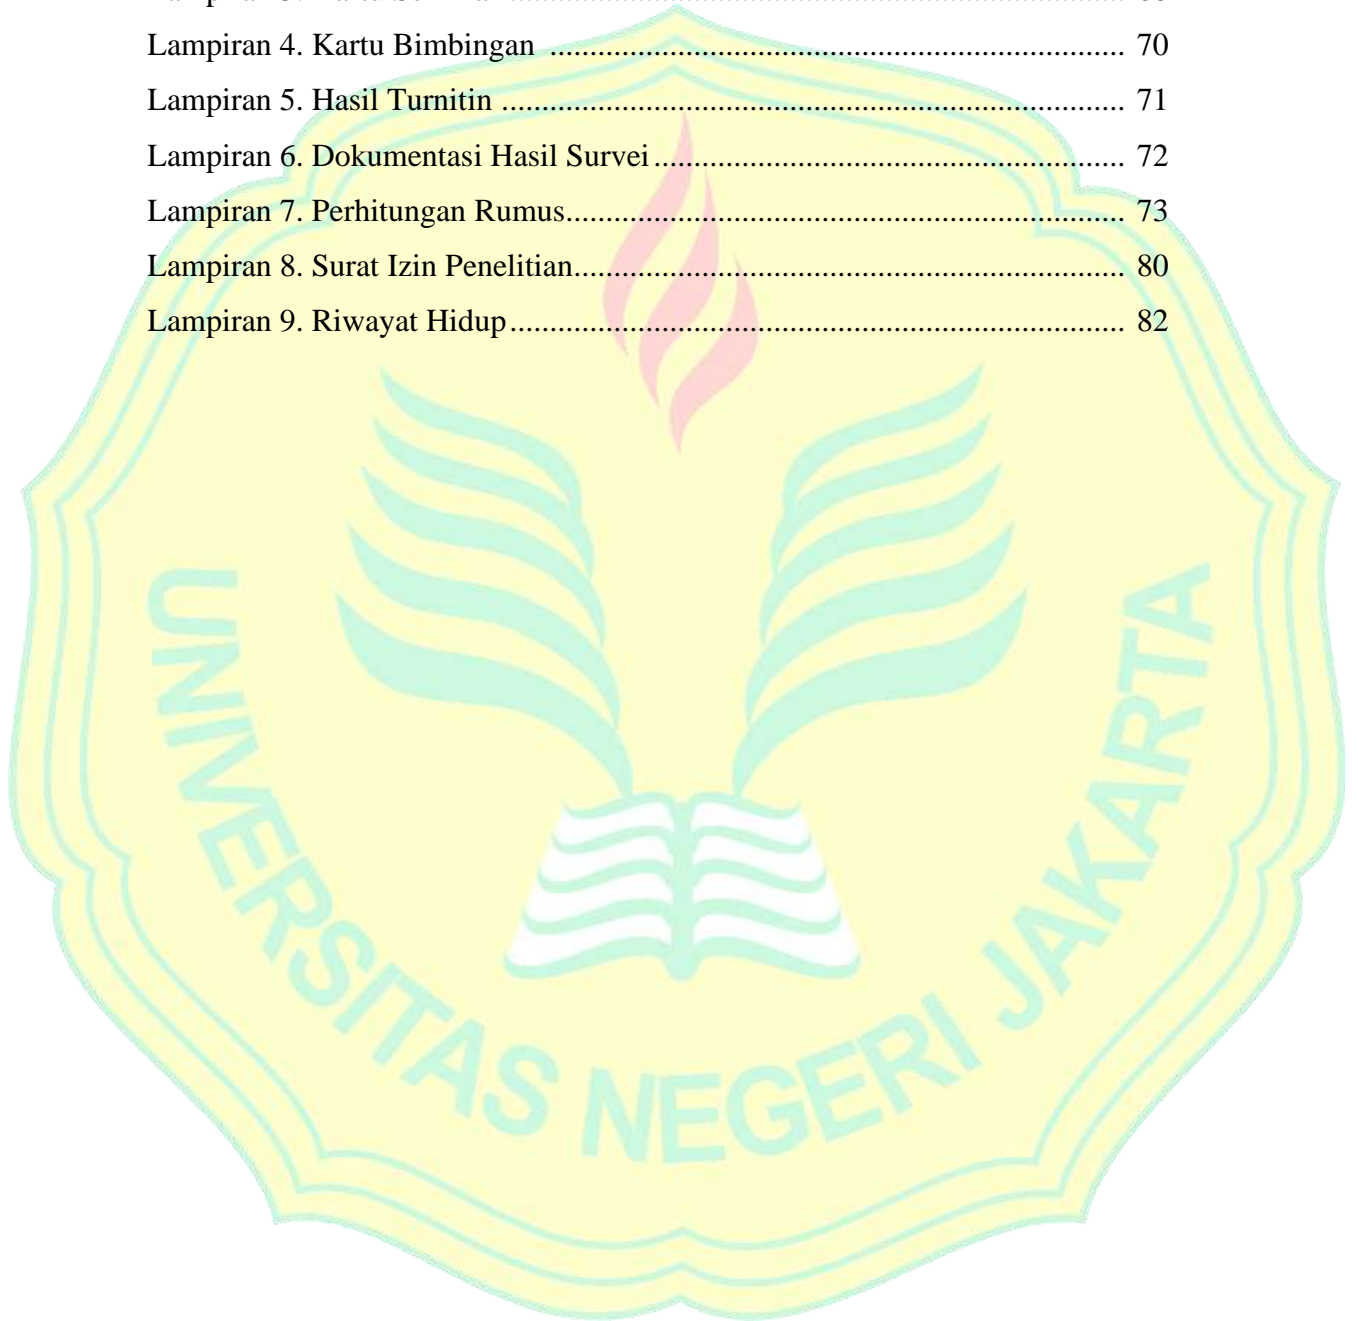 Lampiran 4. Kartu Bimbingan ........................................................................ 70
Lampiran 5. Hasil Turnitin .............................................................................. 71
Lampiran 6. Dokumentasi Hasil Survei ........................................................... 72
Lampiran 7. Perhitungan Rumus...................................................................... 73
Lampiran 8. Surat Izin Penelitian..................................................................... 80
Lampiran 9. Riwayat Hidup ............................................................................. 82
UNIVERSITAS NEGERI JAKARTA